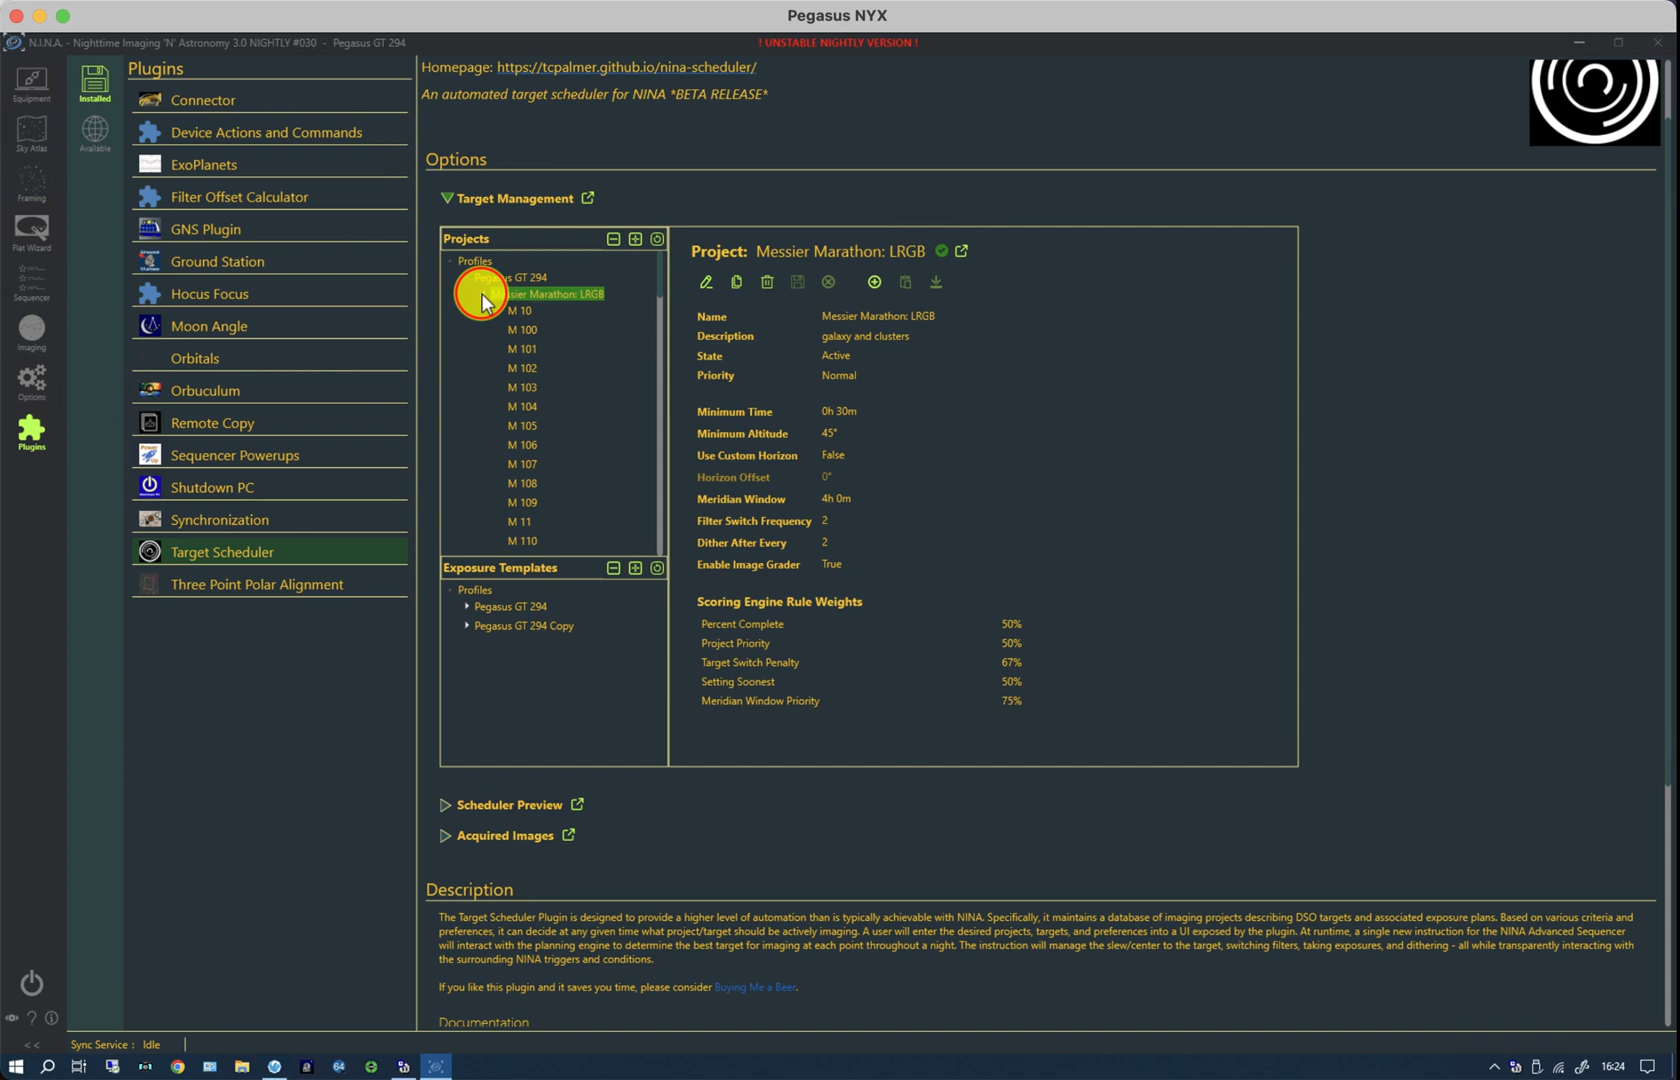 Pegasus NYX
N.I.N.A. - Nighttime Imaging 'N' Astronomy 3.0 NIGHTLY #030 - Pegasus GT 294
! UNSTABLE NIGHTLY VERSION !
Equipment
Sky Atlas
Framing
Flat Wizard
Sequencer
Imaging
Options
Plugins
Installed
Available
Plugins
Connector
Device Actions and Commands
ExoPlanets
Filter Offset Calculator
GNS Plugin
Ground Station
Hocus Focus
Moon Angle
Orbitals
Orbuculum
Remote Copy
Sequencer Powerups
Shutdown PC
Synchronization
Target Scheduler
Three Point Polar Alignment
Homepage: https://tcpalmer.github.io/nina-scheduler/
An automated target scheduler for NINA *BETA RELEASE*
Options
Target Management
Projects
Profiles
Pegasus GT 294
sier Marathon: LRGB
M 10
M 100
M 101
M 102
M 103
M 104
M 105
M 106
M 107
M 108
M 109
M 11
M 110
Exposure Templates
Profiles
Pegasus GT 294
Pegasus GT 294 Copy
Project: Messier Marathon: LRGB
Name Messier Marathon: LRGB
Description galaxy and clusters
State Active
Priority Normal
Minimum Time 0h 30m
Minimum Altitude 45°
Use Custom Horizon False
Horizon Offset 0°
Meridian Window 4h 0m
Filter Switch Frequency 2
Dither After Every 2
Enable Image Grader True
Scoring Engine Rule Weights
Percent Complete 50%
Project Priority 50%
Target Switch Penalty 67%
Setting Soonest 50%
Meridian Window Priority 75%
Scheduler Preview
Acquired Images
Description
The Target Scheduler Plugin is designed to provide a higher level of automation than is typically achievable with NINA. Specifically, it maintains a database of imaging projects describing DSO targets and associated exposure plans. Based on various criteria and
preferences, it can decide at any given time what project/target should be actively imaging. A user will enter the desired projects, targets, and preferences into a UI exposed by the plugin. At runtime, a single new instruction for the NINA Advanced Sequencer
will interact with the planning engine to determine the best target for imaging at each point throughout a night. The instruction will manage the slew/center to the target, switching filters, taking exposures, and dithering - all while transparently interacting with
the surrounding NINA triggers and conditions.
If you like this plugin and it saves you time, please consider Buying Me a Beer.
Documentation
<< Sync Service : Idle
64
16:24